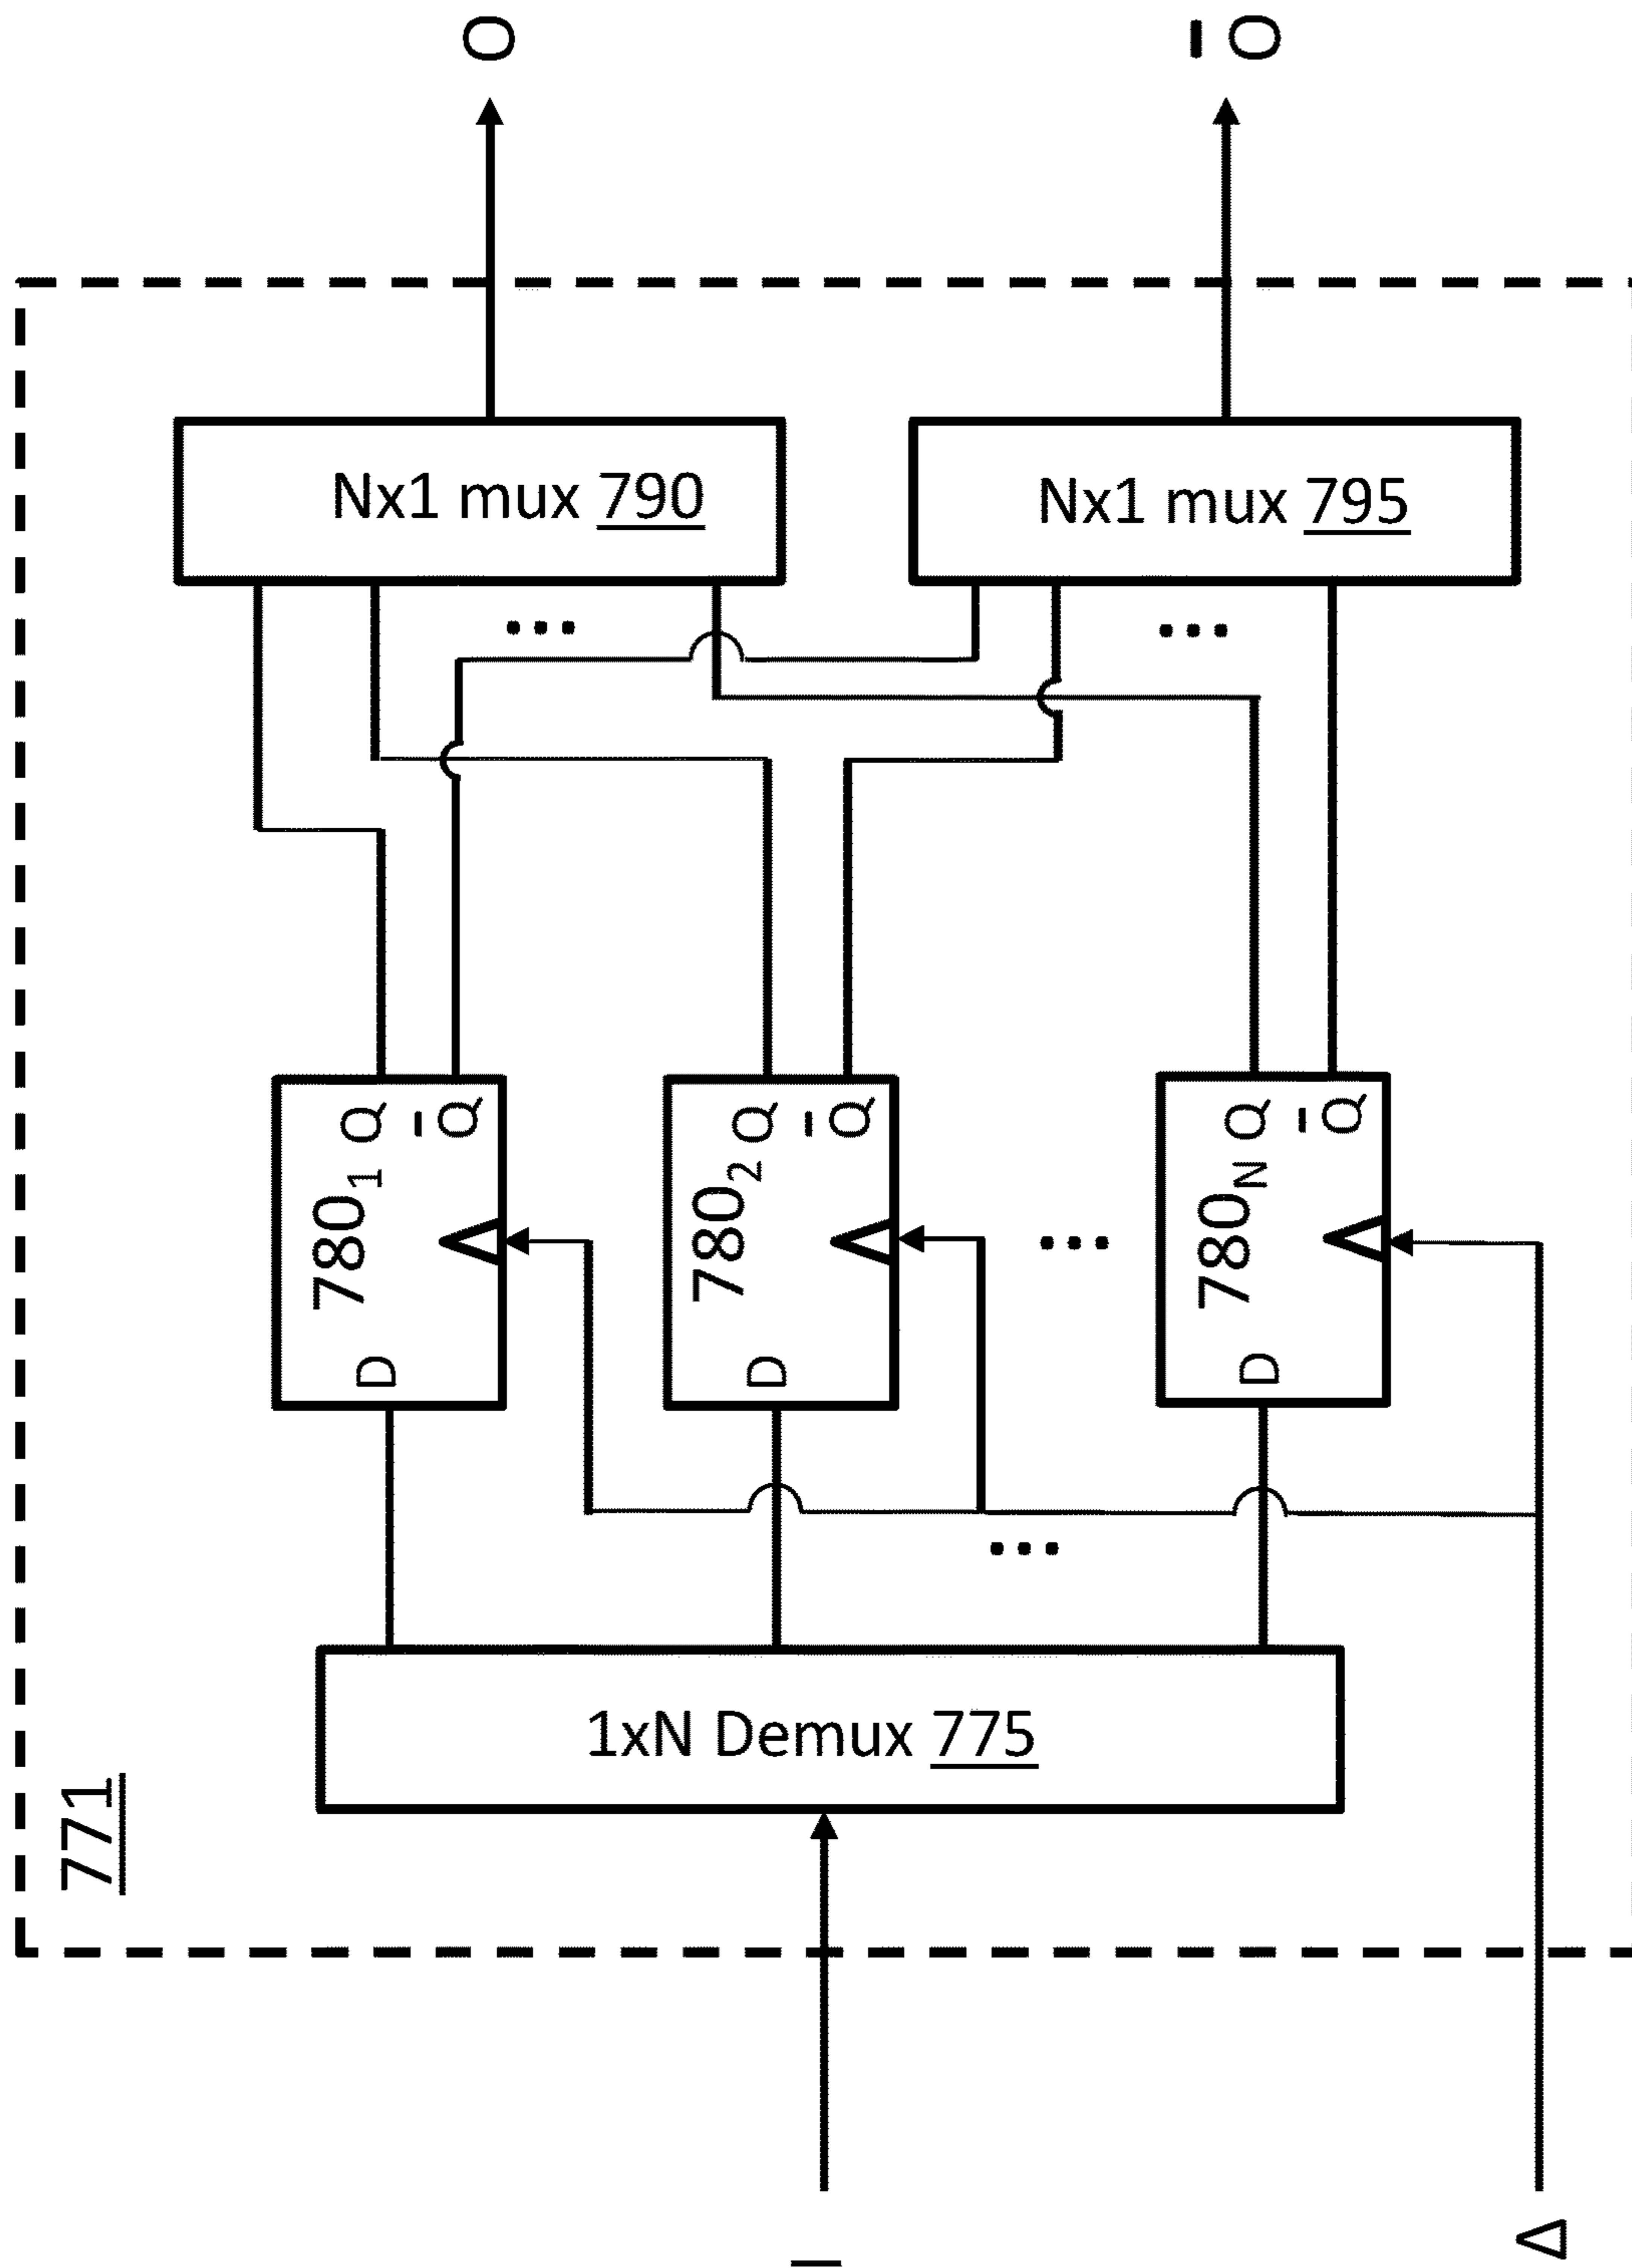 771
I
Δ
1xN Demux 775
D 780₁ Q
Q̅
Δ
D 780₂ Q
Q̅
Δ
...
...
D 780N Q
Q̅
Δ
...
...
Nx1 mux 790
Nx1 mux 795
O
O̅